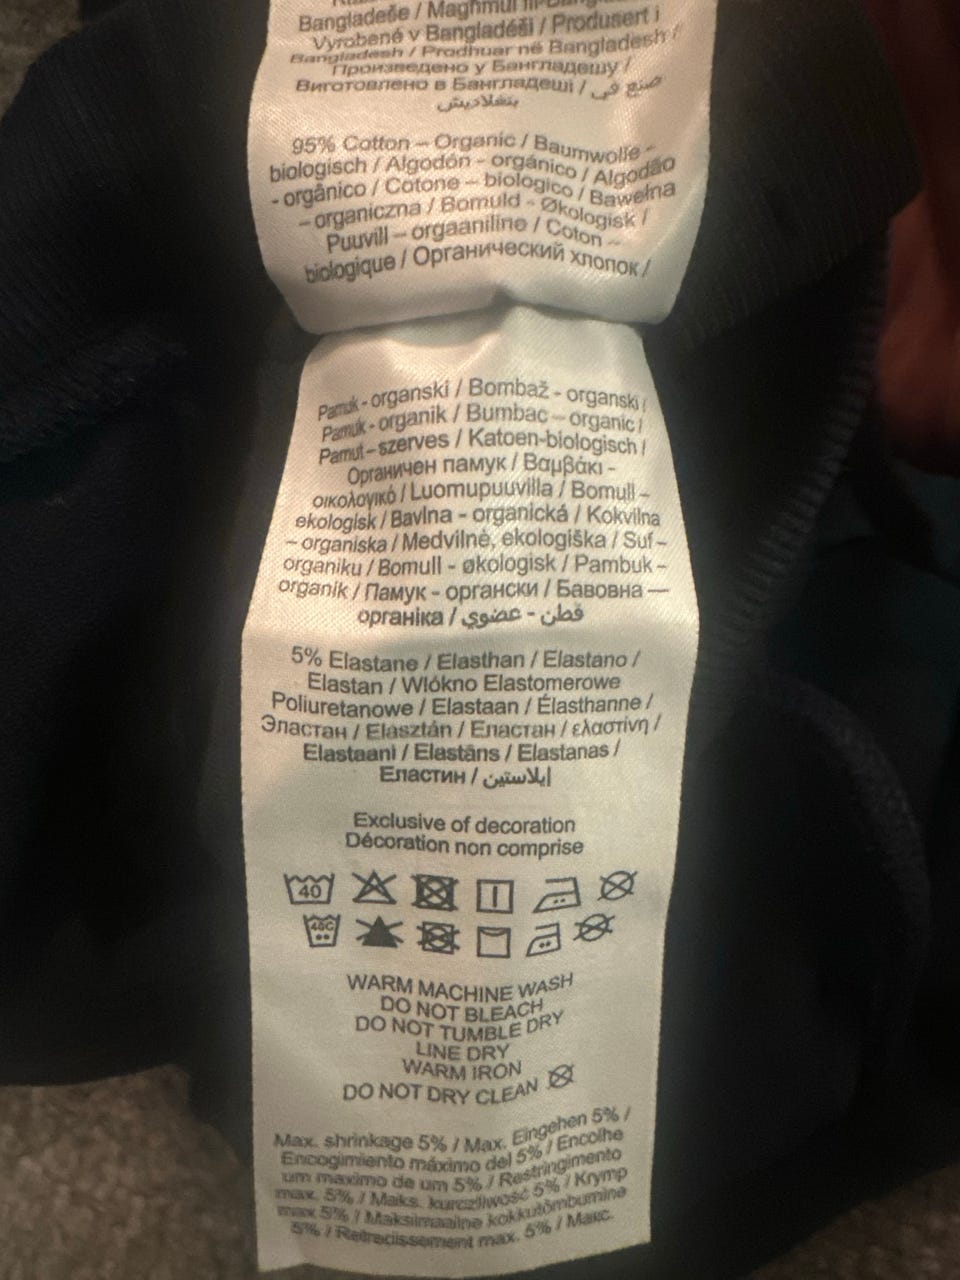 Bangladeše / Magħmul fil-Bangladesh
Vyrobené v Bangladéši / Produsert i
Bangladesh / Prodhuar në Bangladesh /
Произведено у Бангладешу /
Виготовлено в Бангладеші / صنع في
بنغلاديش
95% Cotton – Organic / Baumwolle -
biologisch / Algodón - orgánico / Algodão
- orgânico / Cotone – biologico / Bawełna
– organiczna / Bomuld - Økologisk /
Puuvill – orgaaniline / Coton –
biologique / Органический хлопок /
Pamuk - organski / Bombaž - organski /
Pamuk - organik / Bumbac – organic /
Pamut – szerves / Katoen-biologisch /
Органичен памук / Βαμβάκι -
οικολογικό / Luomupuuvilla / Bomull –
ekologisk / Bavlna - organická / Kokvilna
– organiska / Medvilnė, ekologiška / Suf –
organiku / Bomull - økologisk / Pambuk –
organik / Памук - органски / Бавовна —
органіка / قطن - عضوي
5% Elastane / Elasthan / Elastano /
Elastan / Wlókno Elastomerowe
Poliuretanowe / Elastaan / Élasthanne /
Эластан / Elasztán / Еластан / ελαστίνη /
Elastaani / Elastāns / Elastanas /
Еластин / إيلاستين
Exclusive of decoration
Décoration non comprise
40
40C
WARM MACHINE WASH
DO NOT BLEACH
DO NOT TUMBLE DRY
LINE DRY
WARM IRON
DO NOT DRY CLEAN
Max. shrinkage 5% / Max. Eingehen 5% /
Encogimiento máximo del 5% / Encolhe
um maximo de um 5% / Restringimento
max. 5% / Maks. kurczliwość 5% / Krymp
max 5% / Maksimaalne kokkutõmbumine
5% / Retrecissement max. 5% / Макс.